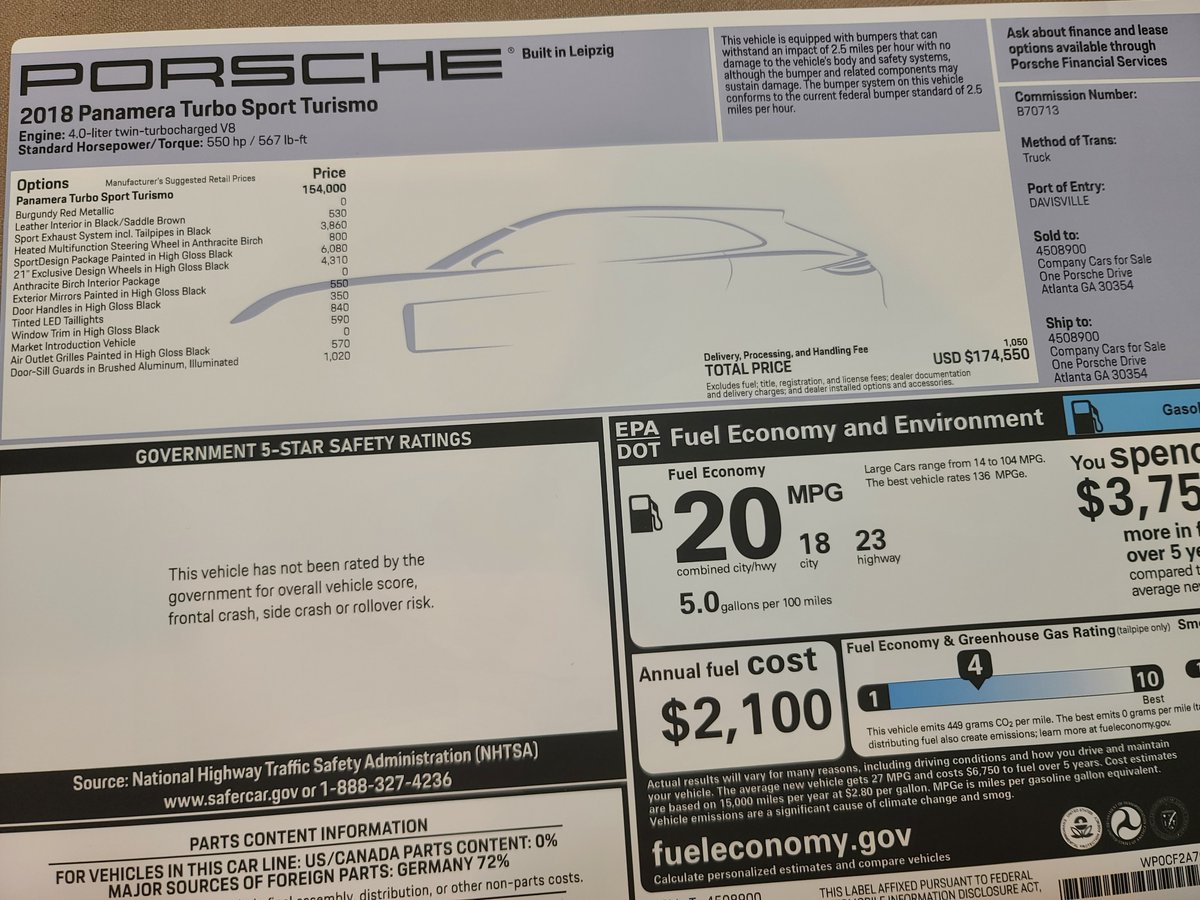 PORSCHE® Built in Leipzig
2018 Panamera Turbo Sport Turismo
Engine: 4.0-liter twin-turbocharged V8
Standard Horsepower/Torque: 550 hp / 567 lb-ft
This vehicle is equipped with bumpers that can
withstand an impact of 2.5 miles per hour with no
damage to the vehicle's body and safety systems,
although the bumper and related components may
sustain damage. The bumper system on this vehicle
conforms to the current federal bumper standard of 2.5
miles per hour.
Ask about finance and lease
options available through
Porsche Financial Services
Commission Number:
B70713
Method of Trans:
Truck
Port of Entry:
DAVISVILLE
Sold to:
4508900
Company Cars for Sale
One Porsche Drive
Atlanta GA 30354
Ship to:
4508900
Company Cars for Sale
One Porsche Drive
Atlanta GA 30354
Options Manufacturer's Suggested Retail Prices Price
Panamera Turbo Sport Turismo 154,000
Burgundy Red Metallic 0
Leather Interior in Black/Saddle Brown 530
Sport Exhaust System incl. Tailpipes in Black 3,860
Heated Multifunction Steering Wheel in Anthracite Birch 800
SportDesign Package Painted in High Gloss Black 6,080
21" Exclusive Design Wheels in High Gloss Black 4,310
Anthracite Birch Interior Package 0
Exterior Mirrors Painted in High Gloss Black 550
Door Handles in High Gloss Black 350
Tinted LED Taillights 840
Window Trim in High Gloss Black 590
Market Introduction Vehicle 0
Air Outlet Grilles Painted in High Gloss Black 570
Door-Sill Guards in Brushed Aluminum, Illuminated 1,020
Delivery, Processing, and Handling Fee 1,050
TOTAL PRICE USD $174,550
Excludes fuel; title, registration, and license fees; dealer documentation
and delivery charges; and dealer installed options and accessories.
GOVERNMENT 5-STAR SAFETY RATINGS
This vehicle has not been rated by the
government for overall vehicle score,
frontal crash, side crash or rollover risk.
Source: National Highway Traffic Safety Administration (NHTSA)
www.safercar.gov or 1-888-327-4236
PARTS CONTENT INFORMATION
FOR VEHICLES IN THIS CAR LINE: US/CANADA PARTS CONTENT: 0%
MAJOR SOURCES OF FOREIGN PARTS: GERMANY 72%
distribution, or other non-parts costs.
EPA
DOT
Fuel Economy and Environment
Fuel Economy
20 MPG
combined city/hwy
18
city
23
highway
5.0 gallons per 100 miles
Large Cars range from 14 to 104 MPG.
The best vehicle rates 136 MPGe.
You
$3,75
more in
over 5
compared
average
Annual fuel cost
$2,100
Fuel Economy & Greenhouse Gas Rating (tailpipe only)
4
1
10
Best
This vehicle emits 449 grams CO2 per mile. The best emits 0 grams per mile
distributing fuel also create emissions; learn more at fueleconomy.gov.
Actual results will vary for many reasons, including driving conditions and how you drive and maintain
your vehicle. The average new vehicle gets 27 MPG and costs $6,750 to fuel over 5 years. Cost estimates
are based on 15,000 miles per year at $2.80 per gallon. MPGe is miles per gasoline gallon equivalent.
Vehicle emissions are a significant cause of climate change and smog.
fueleconomy.gov
Calculate personalized estimates and compare vehicles
WP0CF2A7
4508900
THIS LABEL AFFIXED PURSUANT TO FEDERAL
INFORMATION DISCLOSURE ACT,